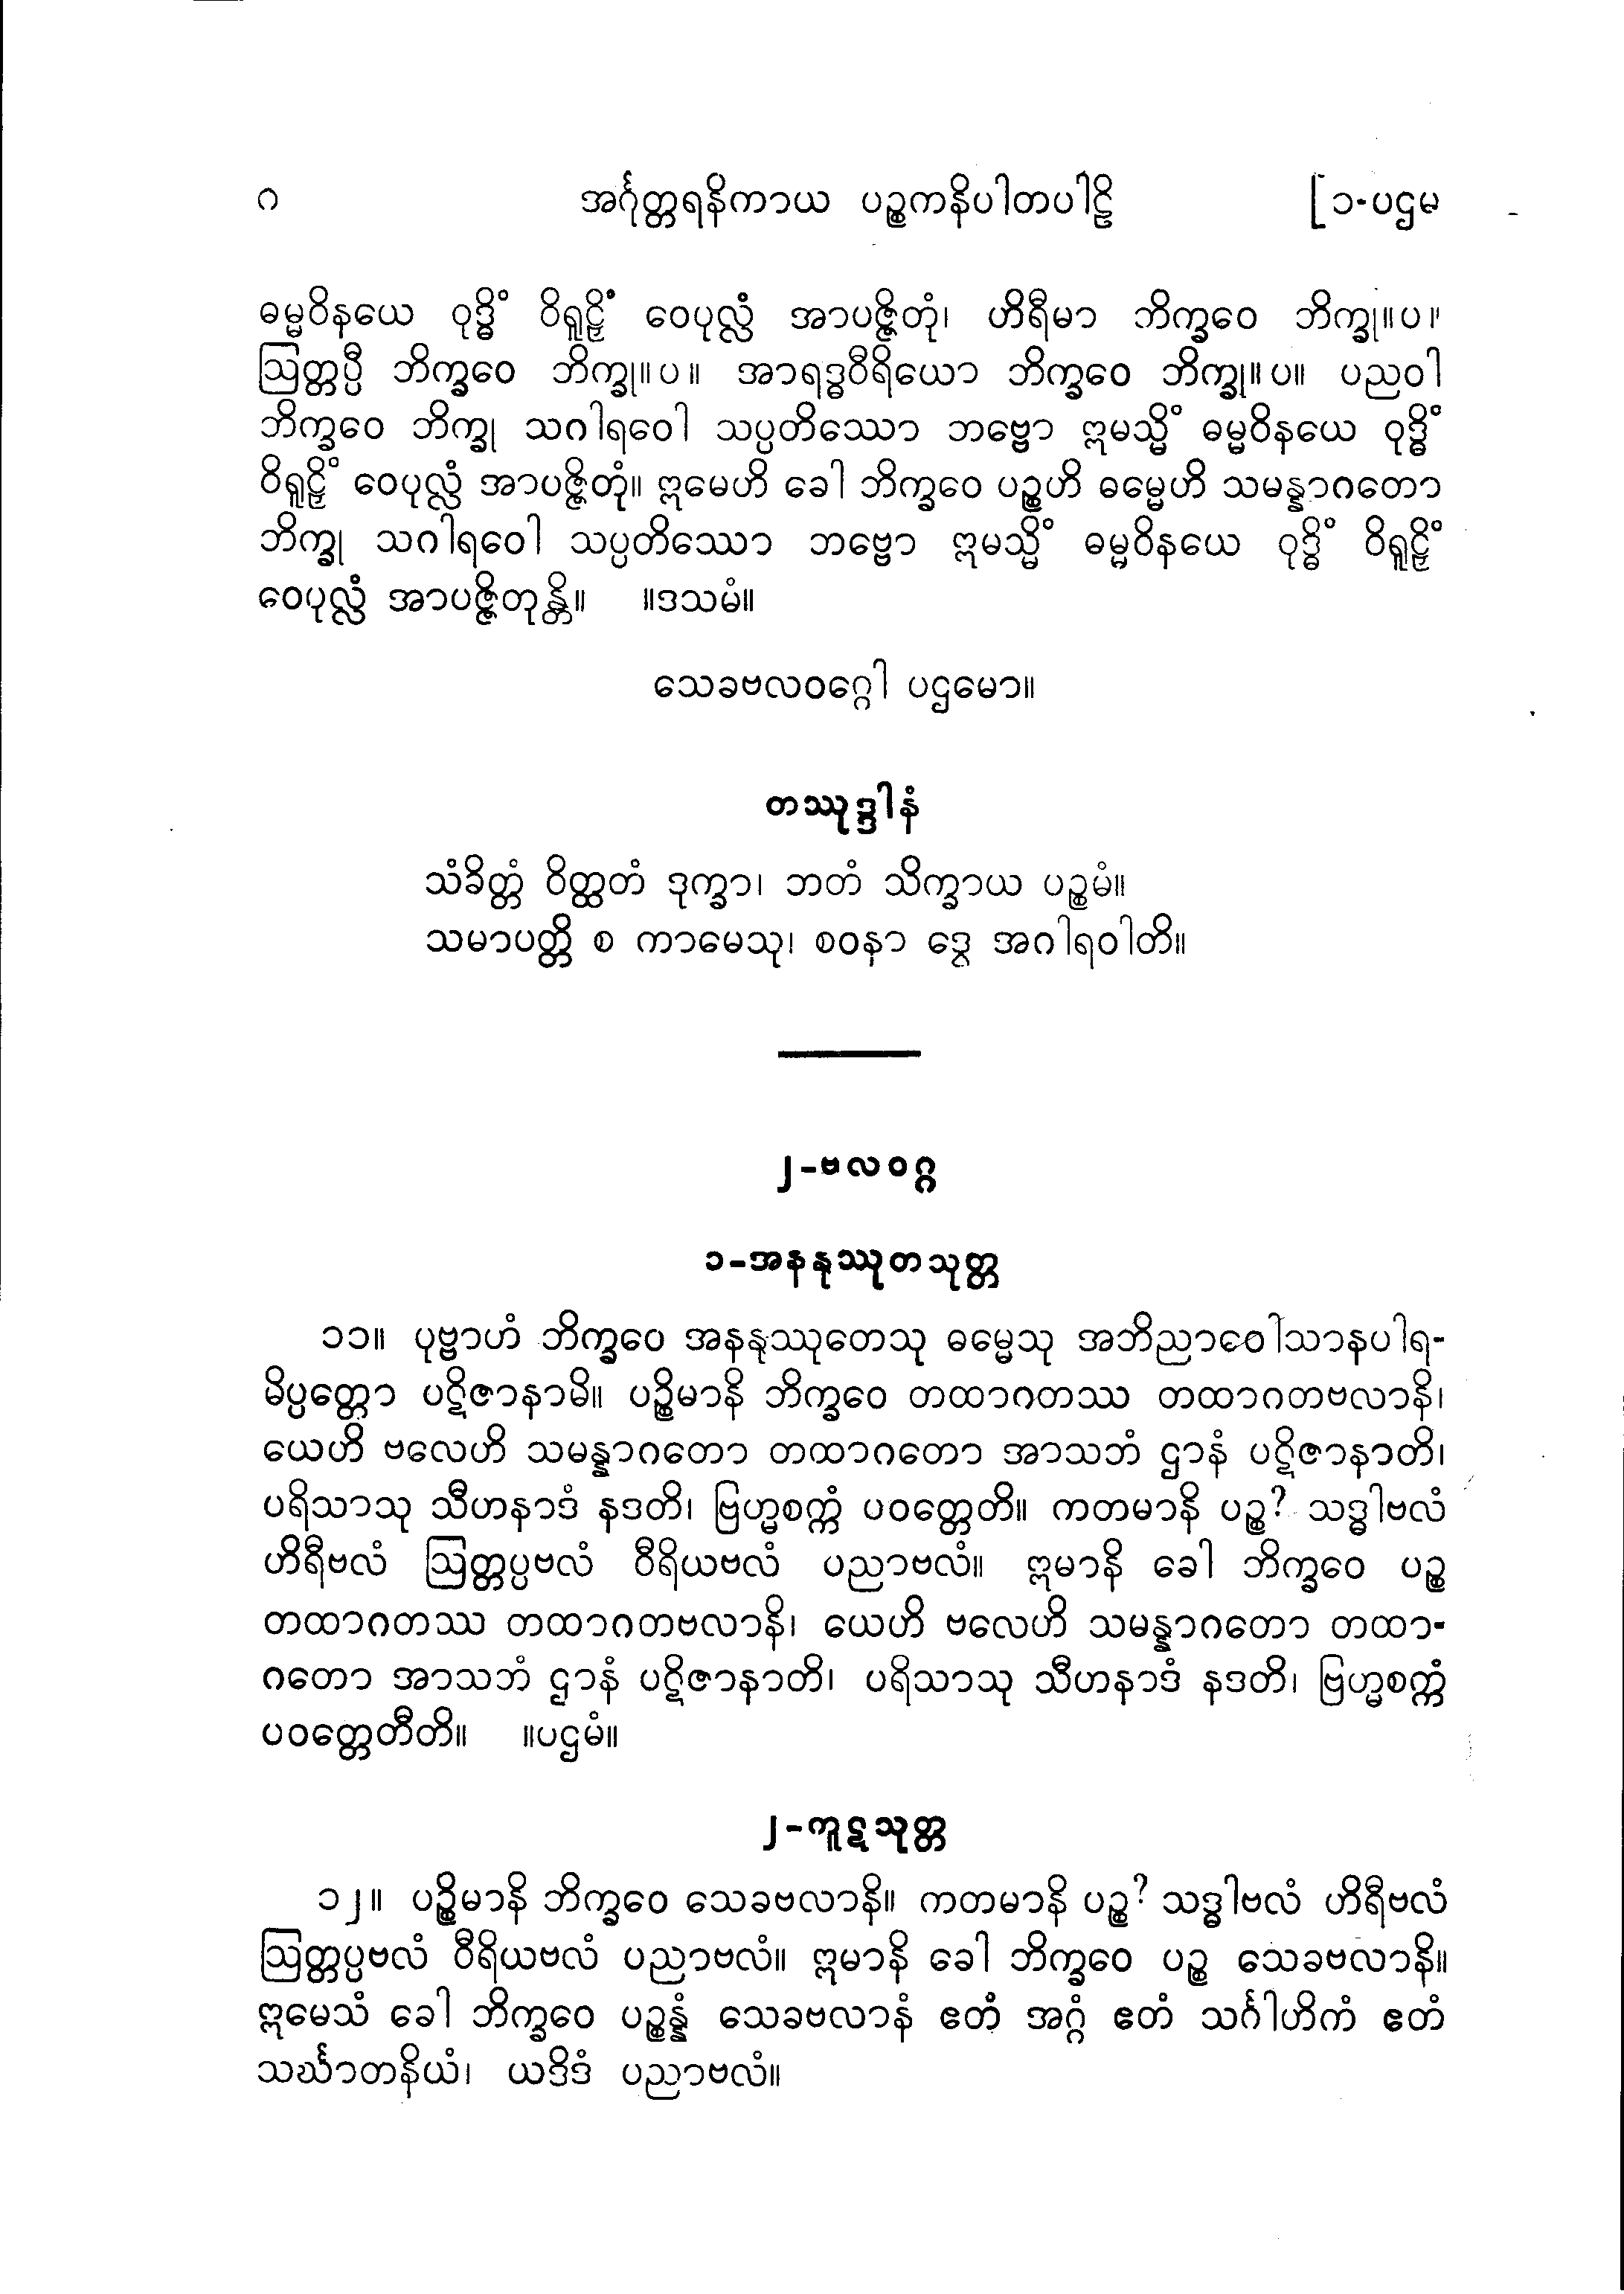 ဂ အင်္ဂုတ္တရနိကာယ ပဉ္စကနိပါတပါဠိ [၁-ပဌမ
ဓမ္မဝိနယေ ဝုဒ္ဓိံ ဝိရူဠှိံ ဝေပုလ္လံ အာပဇ္ဇိတုံ၊ ဟိရီမာ ဘိက္ခဝေ ဘိက္ခု။ပ။
ဩတ္တပ္ပီ ဘိက္ခဝေ ဘိက္ခု။ပ။ အာရဒ္ဓဝီရိယော ဘိက္ခဝေ ဘိက္ခု။ပ။ ပညဝါ
ဘိက္ခဝေ ဘိက္ခု သဂါရဝေါ သပ္ပတိဿော ဘဗ္ဗော ဣမသ္မိံ ဓမ္မဝိနယေ ဝုဒ္ဓိံ
ဝိရူဠှိံ ဝေပုလ္လံ အာပဇ္ဇိတုံ။ ဣမေဟိ ခေါ ဘိက္ခဝေ ပဉ္စဟိ ဓမ္မေဟိ သမန္နာဂတော
ဘိက္ခု သဂါရဝေါ သပ္ပတိဿော ဘဗ္ဗော ဣမသ္မိံ ဓမ္မဝိနယေ ဝုဒ္ဓိံ ဝိရူဠှိံ
ဝေပုလ္လံ အာပဇ္ဇိတုန္တိ။ ။ဒသမံ။
သေခဗလဝဂ္ဂေါ ပဌမော။
တဿုဒ္ဒါနံ
သံခိတ္တံ ဝိတ္ထတံ ဒုက္ခာ၊ ဘတံ သိက္ခာယ ပဉ္စမံ။
သမာပတ္တိ စ ကာမေသု၊ စဝနာ ဒွေ အဂါရဝါတိ။
၂-ဗလဝဂ္ဂ
၁-အနနုဿုတသုတ္တ
၁၁။ ပုဗ္ဗာဟံ ဘိက္ခဝေ အနနုဿုတေသု ဓမ္မေသု အဘိညာဝေါသာနပါရ-
မိပ္ပတ္တော ပဋိဇာနာမိ။ ပဉ္စိမာနိ ဘိက္ခဝေ တထာဂတဿ တထာဂတဗလာနိ၊
ယေဟိ ဗလေဟိ သမန္နာဂတော တထာဂတော အာသဘံ ဌာနံ ပဋိဇာနာတိ၊
ပရိသာသု သီဟနာဒံ နဒတိ၊ ဗြဟ္မစက္ကံ ပဝတ္တေတိ။ ကတမာနိ ပဉ္စ? သဒ္ဓါဗလံ
ဟိရီဗလံ ဩတ္တပ္ပဗလံ ဝီရိယဗလံ ပညာဗလံ။ ဣမာနိ ခေါ ဘိက္ခဝေ ပဉ္စ
တထာဂတဿ တထာဂတဗလာနိ၊ ယေဟိ ဗလေဟိ သမန္နာဂတော တထာ-
ဂတော အာသဘံ ဌာနံ ပဋိဇာနာတိ၊ ပရိသာသု သီဟနာဒံ နဒတိ၊ ဗြဟ္မစက္ကံ
ပဝတ္တေတီတိ။ ။ပဌမံ။
၂-ကူဋသုတ္တ
၁၂။ ပဉ္စိမာနိ ဘိက္ခဝေ သေခဗလာနိ။ ကတမာနိ ပဉ္စ? သဒ္ဓါဗလံ ဟိရီဗလံ
ဩတ္တပ္ပဗလံ ဝီရိယဗလံ ပညာဗလံ။ ဣမာနိ ခေါ ဘိက္ခဝေ ပဉ္စ သေခဗလာနိ။
ဣမေသံ ခေါ ဘိက္ခဝေ ပဉ္စန္နံ သေခဗလာနံ ဧတံ အဂ္ဂံ ဧတံ သင်္ဂါဟိကံ ဧတံ
သင်္ဃာတနိယံ၊ ယဒိဒံ ပညာဗလံ။